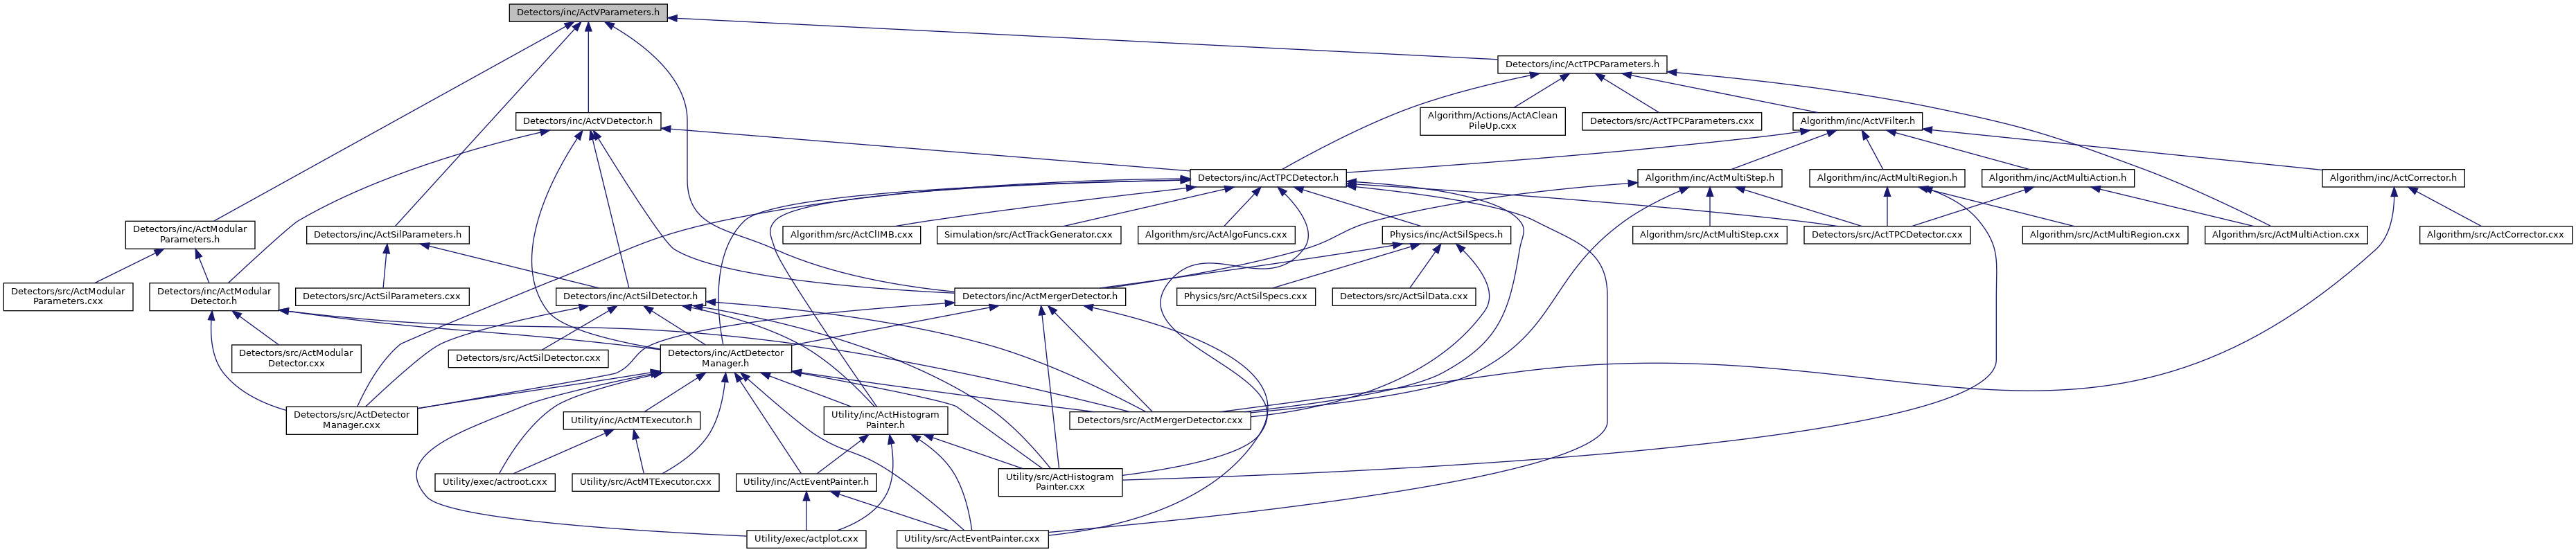 Detectors/inc/ActVParameters.h
Detectors/inc/ActTPCParameters.h
Detectors/inc/ActVDetector.h
Algorithm/Actions/ActAClean
PileUp.cxx
Detectors/src/ActTPCParameters.cxx
Algorithm/inc/ActVFilter.h
Detectors/inc/ActTPCDetector.h
Algorithm/inc/ActMultiStep.h
Algorithm/inc/ActMultiRegion.h
Algorithm/inc/ActMultiAction.h
Algorithm/inc/ActCorrector.h
Detectors/inc/ActModular
Parameters.h
Detectors/inc/ActSilParameters.h
Algorithm/src/ActClIMB.cxx
Simulation/src/ActTrackGenerator.cxx
Algorithm/src/ActAlgoFuncs.cxx
Physics/inc/ActSilSpecs.h
Algorithm/src/ActMultiStep.cxx
Detectors/src/ActTPCDetector.cxx
Algorithm/src/ActMultiRegion.cxx
Algorithm/src/ActMultiAction.cxx
Algorithm/src/ActCorrector.cxx
Detectors/src/ActModular
Parameters.cxx
Detectors/inc/ActModular
Detector.h
Detectors/src/ActSilParameters.cxx
Detectors/inc/ActSilDetector.h
Detectors/inc/ActMergerDetector.h
Physics/src/ActSilSpecs.cxx
Detectors/src/ActSilData.cxx
Detectors/src/ActModular
Detector.cxx
Detectors/src/ActSilDetector.cxx
Detectors/inc/ActDetector
Manager.h
Detectors/src/ActDetector
Manager.cxx
Utility/inc/ActMTExecutor.h
Utility/inc/ActHistogram
Painter.h
Detectors/src/ActMergerDetector.cxx
Utility/exec/actroot.cxx
Utility/src/ActMTExecutor.cxx
Utility/inc/ActEventPainter.h
Utility/src/ActHistogram
Painter.cxx
Utility/exec/actplot.cxx
Utility/src/ActEventPainter.cxx